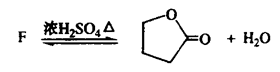 F 浓H₂SO₄ △ O =O + H₂O